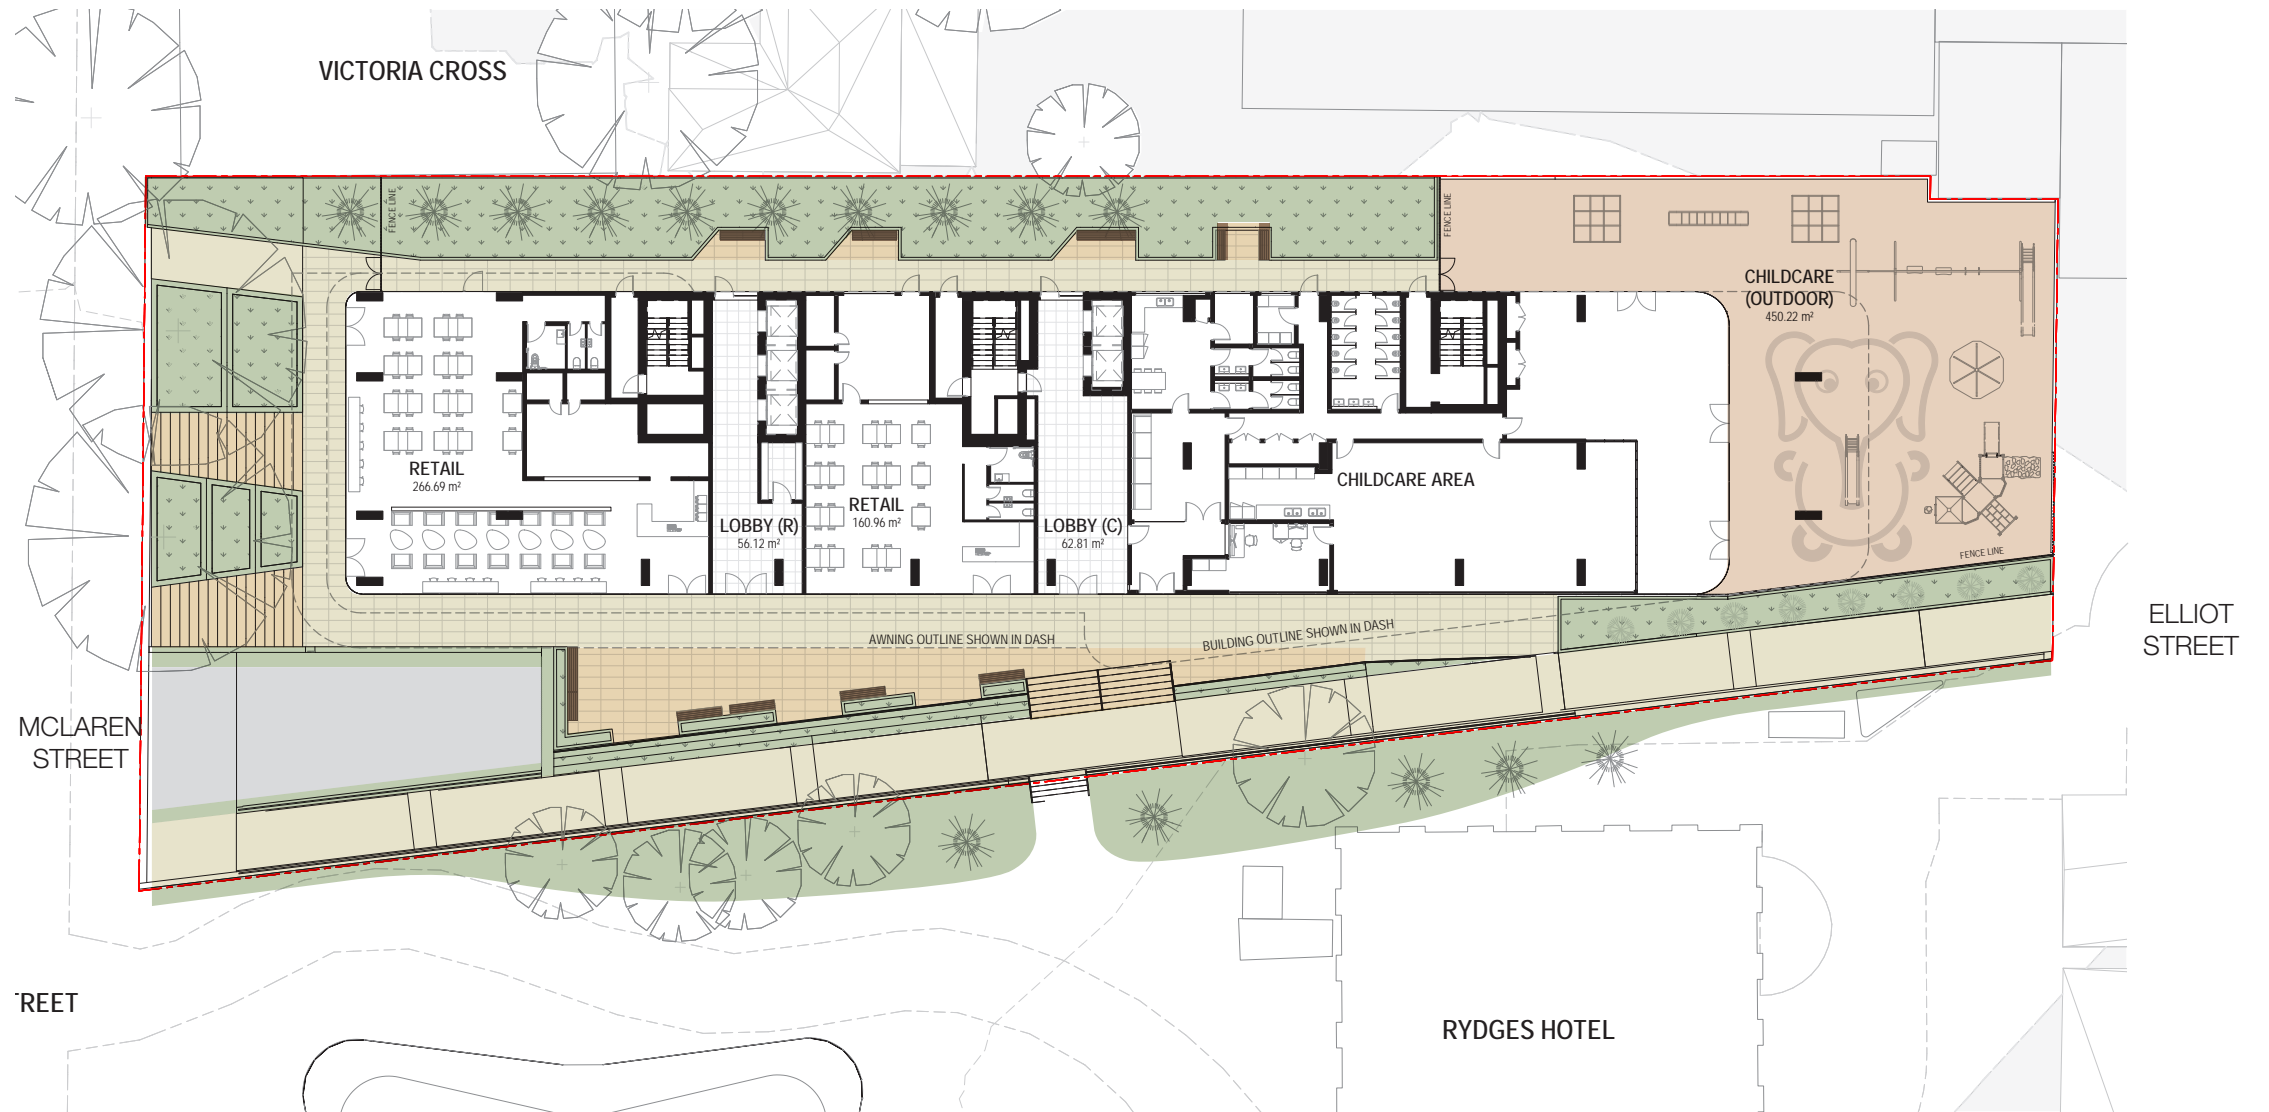 VICTORIA CROSS
FENCE LINE
FENCE LINE
CHILDCARE
(OUTDOOR)
450.22 m²
RETAIL
266.69 m²
CHILDCARE AREA
RETAIL
160.96 m²
LOBBY (R)
56.12 m²
LOBBY (C)
62.81 m²
FENCE LINE
ELLIOT
STREET
AWNING OUTLINE SHOWN IN DASH
BUILDING OUTLINE SHOWN IN DASH
MCLAREN
STREET
REET
RYDGES HOTEL